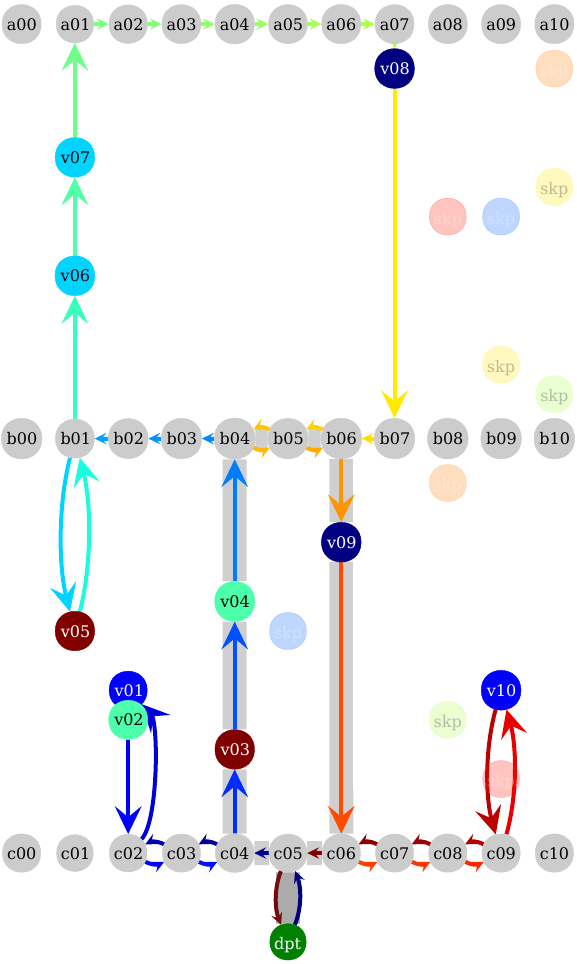 a00 a01 a02 a03 a04 a05 a06 a07 a08 a09 a10
v08 skp
v07
skp
skp skp
v06
skp
skp
b00 b01 b02 b03 b04 b05 b06 b07 b08 b09 b10
skp
v09
v04
v05 skp
v01 v10
v02 skp
v03
skp
c00 c01 c02 c03 c04 c05 c06 c07 c08 c09 c10
dpt